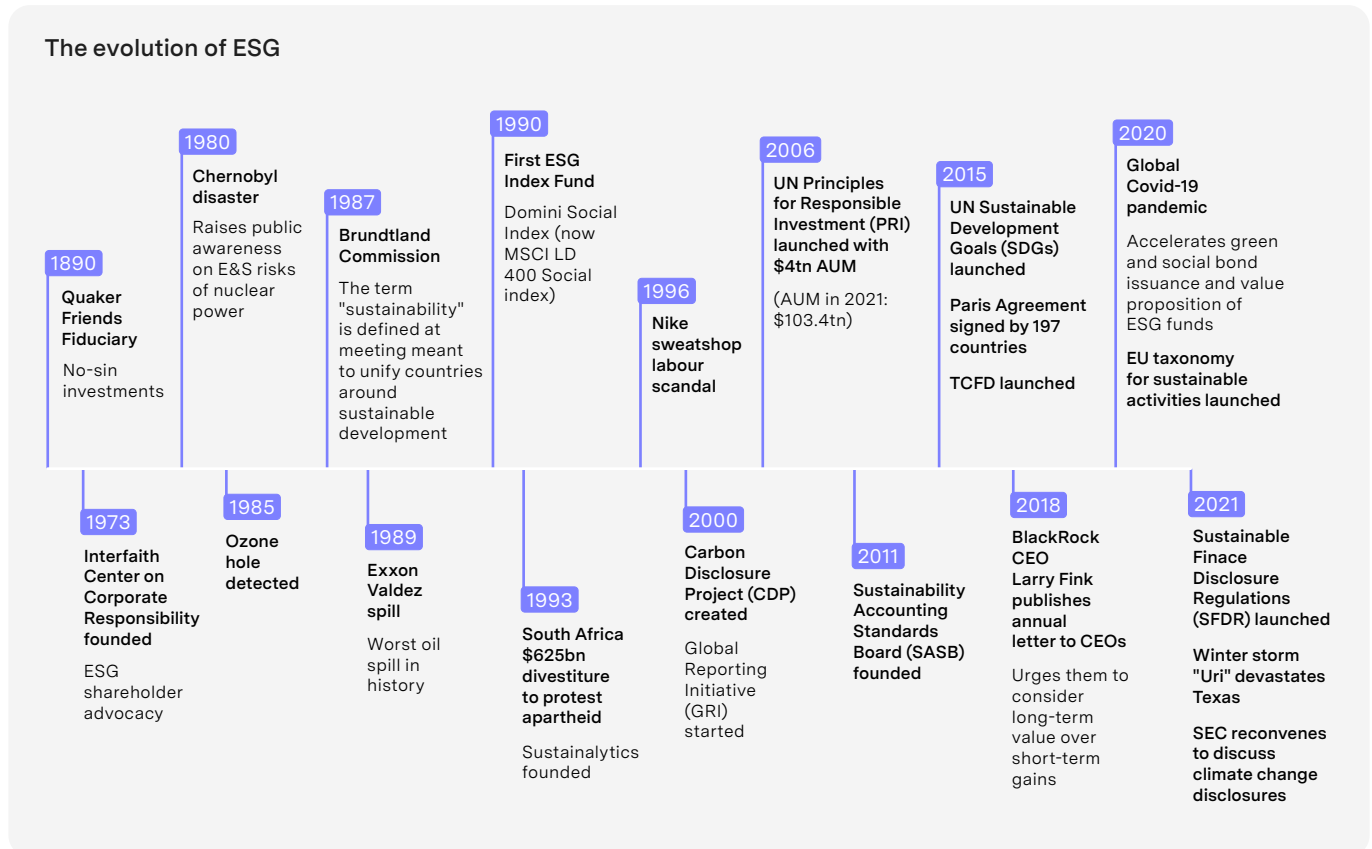 The evolution of ESG
1890
Quaker
Friends
Fiduciary
No-sin
investments
1980
Chernobyl
disaster
Raises public
awareness
on E&S risks
of nuclear
power
1987
Brundtland
Commission
The term
"sustainability"
is defined at
meeting meant
to unify countries
around
sustainable
development
1990
First ESG
Index Fund
Domini Social
Index (now
MSCI LD
400 Social
index)
1996
Nike
sweatshop
labour
scandal
2006
UN Principles
for Responsible
Investment (PRI)
launched with
$4tn AUM
(AUM in 2021:
$103.4tn)
2015
UN Sustainable
Development
Goals (SDGs)
launched
Paris Agreement
signed by 197
countries
TCFD launched
2020
Global
Covid-19
pandemic
Accelerates green
and social bond
issuance and value
proposition of
ESG funds
EU taxonomy
for sustainable
activities launched
1973
Interfaith
Center on
Corporate
Responsibility
founded
ESG
shareholder
advocacy
1985
Ozone
hole
detected
1989
Exxon
Valdez
spill
Worst oil
spill in
history
1993
South Africa
$625bn
divestiture
to protest
apartheid
Sustainalytics
founded
2000
Carbon
Disclosure
Project (CDP)
created
Global
Reporting
Initiative
(GRI)
started
2011
Sustainability
Accounting
Standards
Board (SASB)
founded
2018
BlackRock
CEO
Larry Fink
publishes
annual
letter to CEOs
Urges them to
consider
long-term
value over
short-term
gains
2021
Sustainable
Finace
Disclosure
Regulations
(SFDR) launched
Winter storm
"Uri" devastates
Texas
SEC reconvenes
to discuss
climate change
disclosures